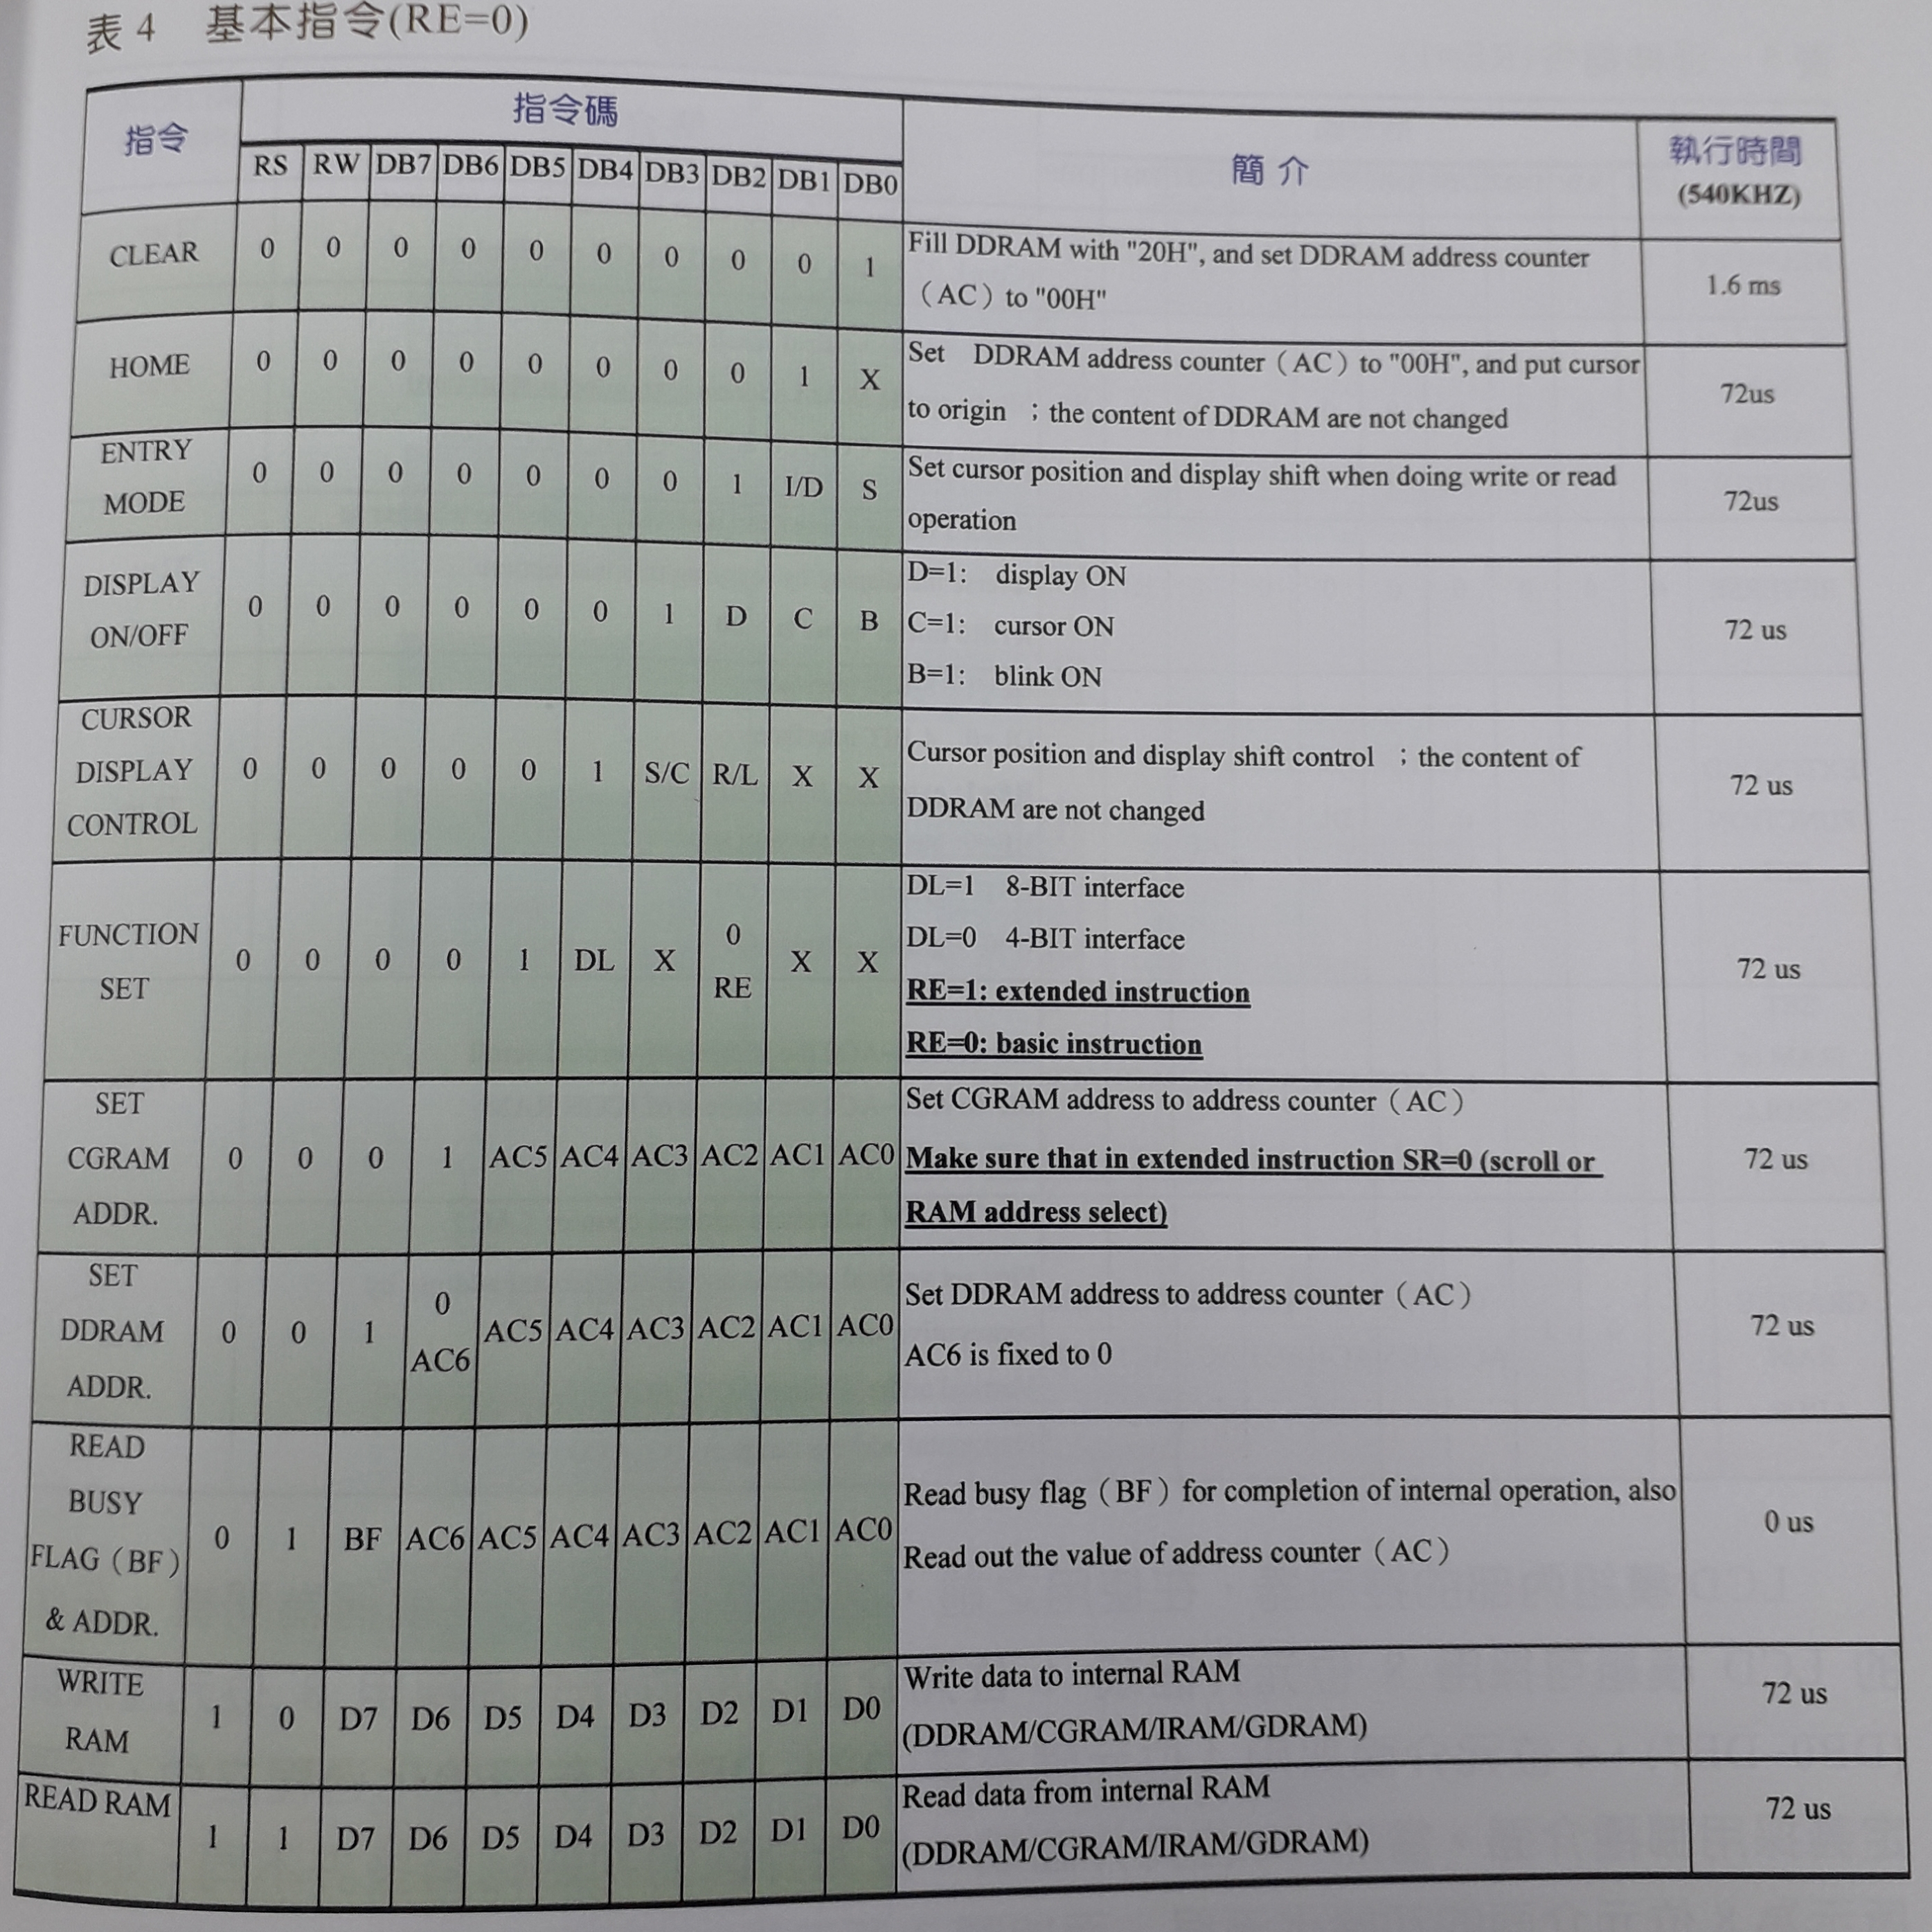 表 4 基本指令(RE=0)
指令 指令碼 簡 介 執行時間
(540KHZ)
RS RW DB7 DB6 DB5 DB4 DB3 DB2 DB1 DB0
CLEAR 0 0 0 0 0 0 0 0 0 1 Fill DDRAM with "20H", and set DDRAM address counter
（AC）to "00H" 1.6 ms
HOME 0 0 0 0 0 0 0 0 1 X Set DDRAM address counter（AC）to "00H", and put cursor
to origin ；the content of DDRAM are not changed 72us
ENTRY
MODE 0 0 0 0 0 0 0 1 I/D S Set cursor position and display shift when doing write or read
operation 72us
DISPLAY
ON/OFF 0 0 0 0 0 0 1 D C B D=1: display ON
C=1: cursor ON
B=1: blink ON 72 us
CURSOR
DISPLAY
CONTROL 0 0 0 0 0 1 S/C R/L X X Cursor position and display shift control ；the content of
DDRAM are not changed 72 us
FUNCTION
SET 0 0 0 0 1 DL X 0
RE X X DL=1 8-BIT interface
DL=0 4-BIT interface
RE=1: extended instruction
RE=0: basic instruction 72 us
SET
CGRAM
ADDR. 0 0 0 1 AC5 AC4 AC3 AC2 AC1 AC0 Set CGRAM address to address counter（AC）
Make sure that in extended instruction SR=0 (scroll or
RAM address select) 72 us
SET
DDRAM
ADDR. 0 0 1 0
AC6 AC5 AC4 AC3 AC2 AC1 AC0 Set DDRAM address to address counter（AC）
AC6 is fixed to 0 72 us
READ
BUSY
FLAG（BF）
& ADDR. 0 1 BF AC6 AC5 AC4 AC3 AC2 AC1 AC0 Read busy flag（BF）for completion of internal operation, also
Read out the value of address counter（AC） 0 us
WRITE
RAM 1 0 D7 D6 D5 D4 D3 D2 D1 D0 Write data to internal RAM
(DDRAM/CGRAM/IRAM/GDRAM) 72 us
READ RAM 1 1 D7 D6 D5 D4 D3 D2 D1 D0 Read data from internal RAM
(DDRAM/CGRAM/IRAM/GDRAM) 72 us